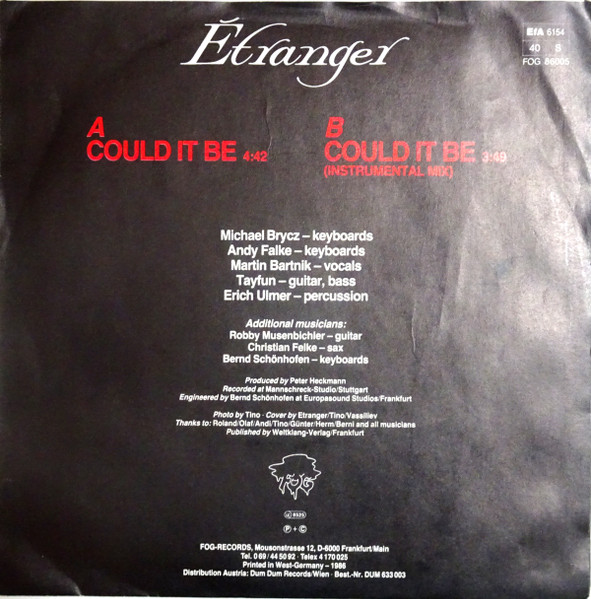 Étranger
EfA 6154
40 S
FOG 86005
A
COULD IT BE 4:42
B
COULD IT BE 3:49
(INSTRUMENTAL MIX)
Michael Brycz – keyboards
Andy Falke – keyboards
Martin Bartnik – vocals
Tayfun – guitar, bass
Erich Ulmer – percussion
Additional musicians:
Robby Musenbichler – guitar
Christian Felke – sax
Bernd Schönhofen – keyboards
Produced by Peter Heckmann
Recorded at Mannschreck-Studio/Stuttgart
Engineered by Bernd Schönhofen at Europasound Studios/Frankfurt
Photo by Tino · Cover by Etranger/Tino/Vassiliev
Thanks to: Roland/Olaf/Andi/Tino/Günter/Herm/Berni and all musicians
Published by Weltklang-Verlag/Frankfurt
FOG
Ⓟ + ©
FOG-RECORDS, Mousonstrasse 12, D-6000 Frankfurt/Main
Tel. 0 69 / 44 50 92 · Telex 4 170 025
Printed in West-Germany – 1986
Distribution Austria: Dum Dum Records/Wien · Best.-Nr. DUM 633 003